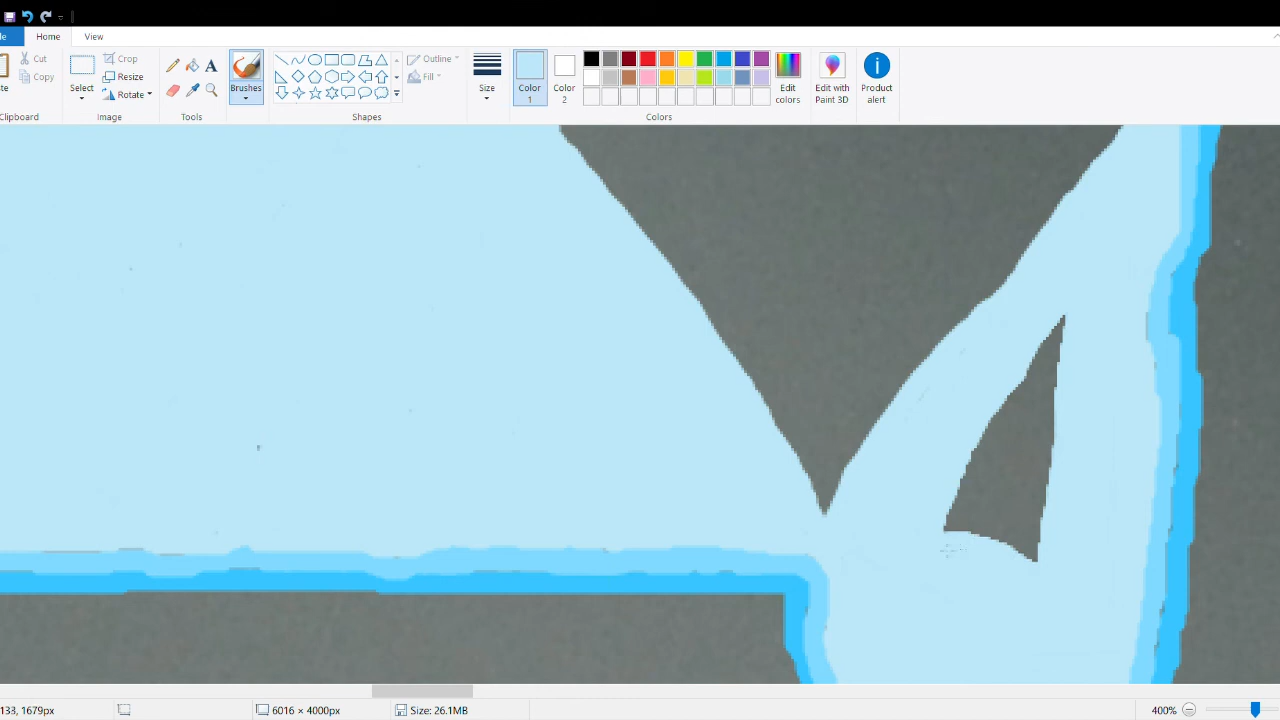 le
Home
View
Cut
Copy
te
Clipboard
Select
Crop
Resize
Rotate
Image
A
Tools
Brushes
Outline
Fill
Shapes
Size
Color
1
Color
2
Edit
colors
Colors
Edit with
Paint 3D
Product
alert
133, 1679px
6016 × 4000px
Size: 26.1MB
400%